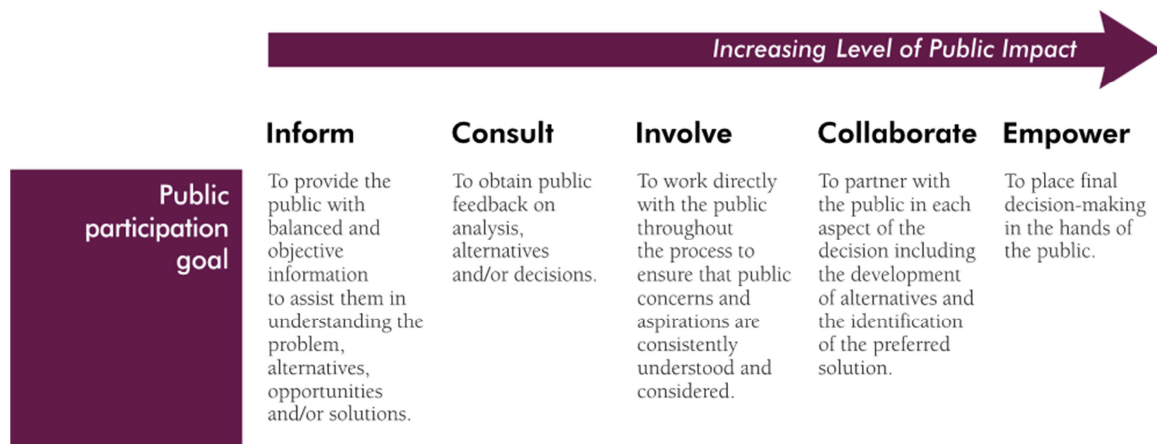 Increasing Level of Public Impact
Inform
Consult
Involve
Collaborate
Empower
Public
participation
goal
To provide the
public with
balanced and
objective
information
to assist them in
understanding the
problem,
alternatives,
opportunities
and/or solutions.
To obtain public
feedback on
analysis,
alternatives
and/or decisions.
To work directly
with the public
throughout
the process to
ensure that public
concerns and
aspirations are
consistently
understood and
considered.
To partner with
the public in each
aspect of the
decision including
the development
of alternatives and
the identification
of the preferred
solution.
To place final
decision-making
in the hands of
the public.